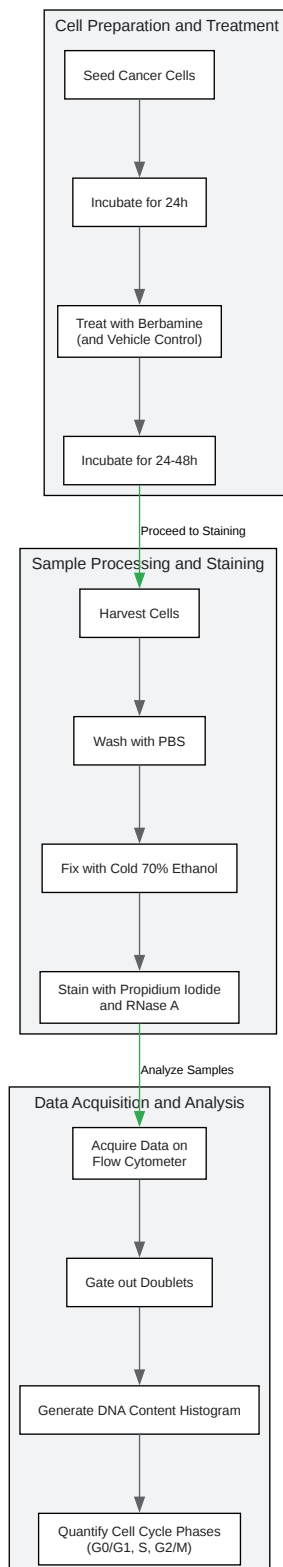 Cell Preparation and Treatment
Seed Cancer Cells
Incubate for 24h
Treat with Berbamine
(and Vehicle Control)
Incubate for 24-48h
Proceed to Staining
Sample Processing and Staining
Harvest Cells
Wash with PBS
Fix with Cold 70% Ethanol
Stain with Propidium Iodide
and RNase A
Analyze Samples
Data Acquisition and Analysis
Acquire Data on
Flow Cytometer
Gate out Doublets
Generate DNA Content Histogram
Quantify Cell Cycle Phases
(G0/G1, S, G2/M)